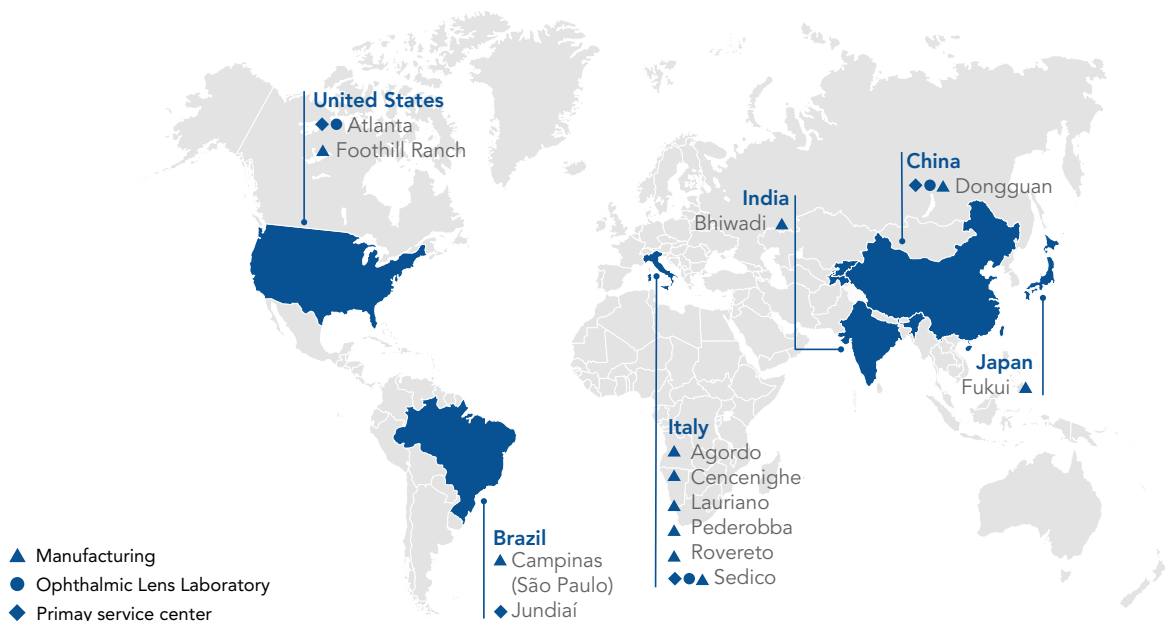 United States
Atlanta
Foothill Ranch
China
Dongguan
India
Bhiwadi
Japan
Fukui
Italy
Agordo
Cencenighe
Lauriano
Pederobba
Rovereto
Sedico
Brazil
Campinas
(São Paulo)
Jundiaí
Manufacturing
Ophthalmic Lens Laboratory
Primay service center